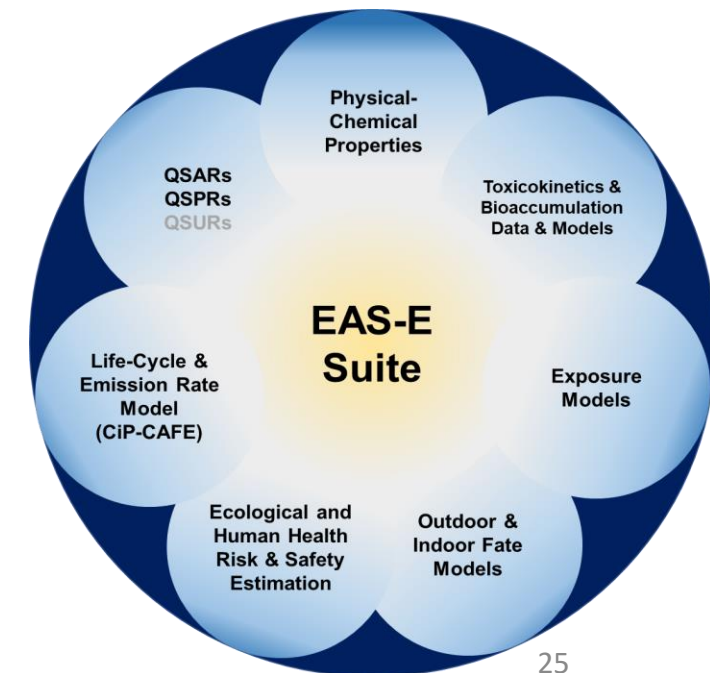 Physical-
Chemical
Properties
QSARs
QSPRs
QSURs
Toxicokinetics &
Bioaccumulation
Data & Models
EAS-E
Suite
Life-Cycle &
Emission Rate
Model
(CiP-CAFE)
Exposure
Models
Ecological and
Human Health
Risk & Safety
Estimation
Outdoor &
Indoor Fate
Models
25